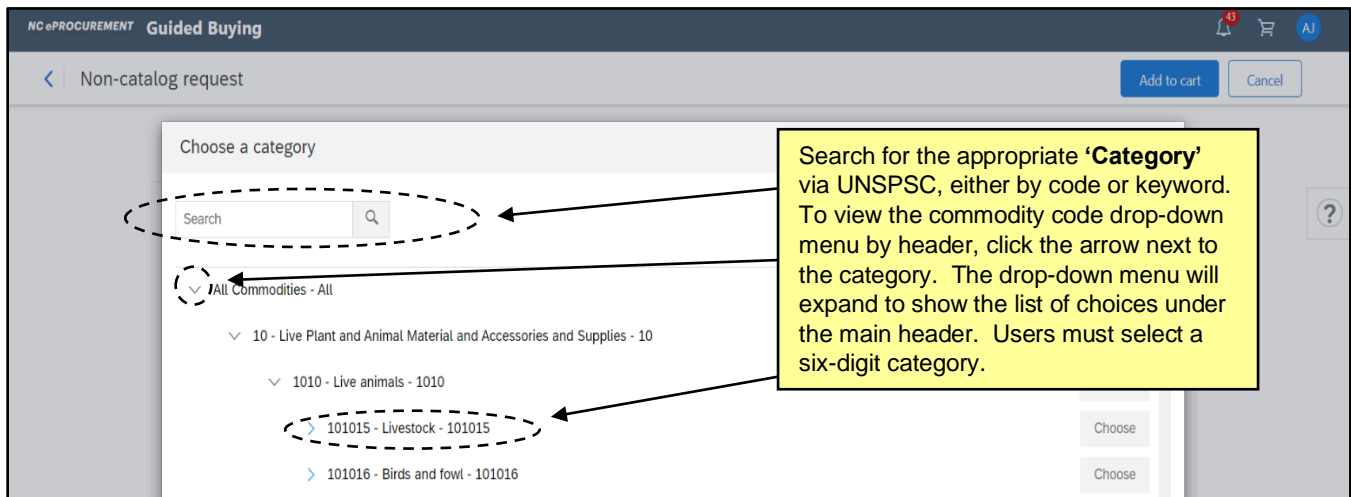 NC ePROCUREMENT Guided Buying 43 AJ
Non-catalog request Add to cart Cancel
Choose a category
Search
All Commodities - All
10 - Live Plant and Animal Material and Accessories and Supplies - 10
1010 - Live animals - 1010
101015 - Livestock - 101015 Choose
101016 - Birds and fowl - 101016 Choose
Search for the appropriate ‘Category’
via UNSPSC, either by code or keyword.
To view the commodity code drop-down
menu by header, click the arrow next to
the category. The drop-down menu will
expand to show the list of choices under
the main header. Users must select a
six-digit category.
?